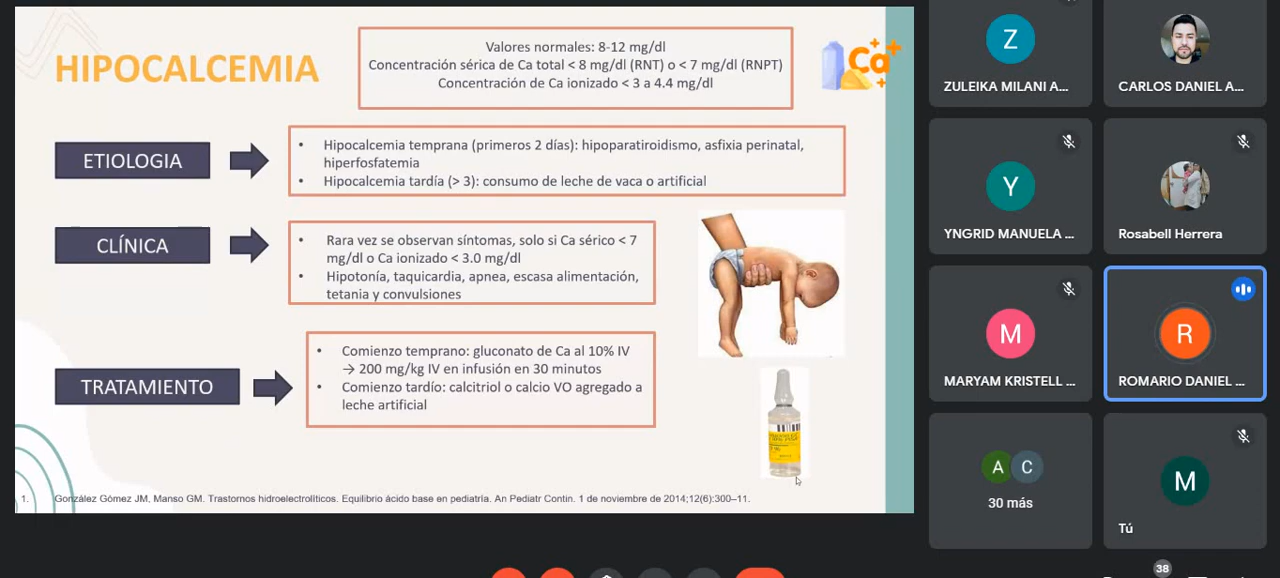 HIPOCALCEMIA
Valores normales: 8-12 mg/dl
Concentración sérica de Ca total < 8 mg/dl (RNT) o < 7 mg/dl (RNPT)
Concentración de Ca ionizado < 3 a 4.4 mg/dl
Ca
ETIOLOGIA
• Hipocalcemia temprana (primeros 2 días): hipoparatiroidismo, asfixia perinatal,
hiperfosfatemia
• Hipocalcemia tardía (> 3): consumo de leche de vaca o artificial
CLÍNICA
• Rara vez se observan síntomas, solo si Ca sérico < 7
mg/dl o Ca ionizado < 3.0 mg/dl
• Hipotonía, taquicardia, apnea, escasa alimentación,
tetania y convulsiones
TRATAMIENTO
• Comienzo temprano: gluconato de Ca al 10% IV
→ 200 mg/kg IV en infusión en 30 minutos
• Comienzo tardío: calcitriol o calcio VO agregado a
leche artificial
1. González Gómez JM, Manso GM. Trastornos hidroelectrolíticos. Equilibrio ácido base en pediatría. An Pediatr Contin. 1 de noviembre de 2014;12(6):300–11.
Z
ZULEIKA MILANI A...
CARLOS DANIEL A...
Y
YNGRID MANUELA ...
Rosabell Herrera
M
MARYAM KRISTELL ...
R
ROMARIO DANIEL ...
A C
30 más
M
Tú
38